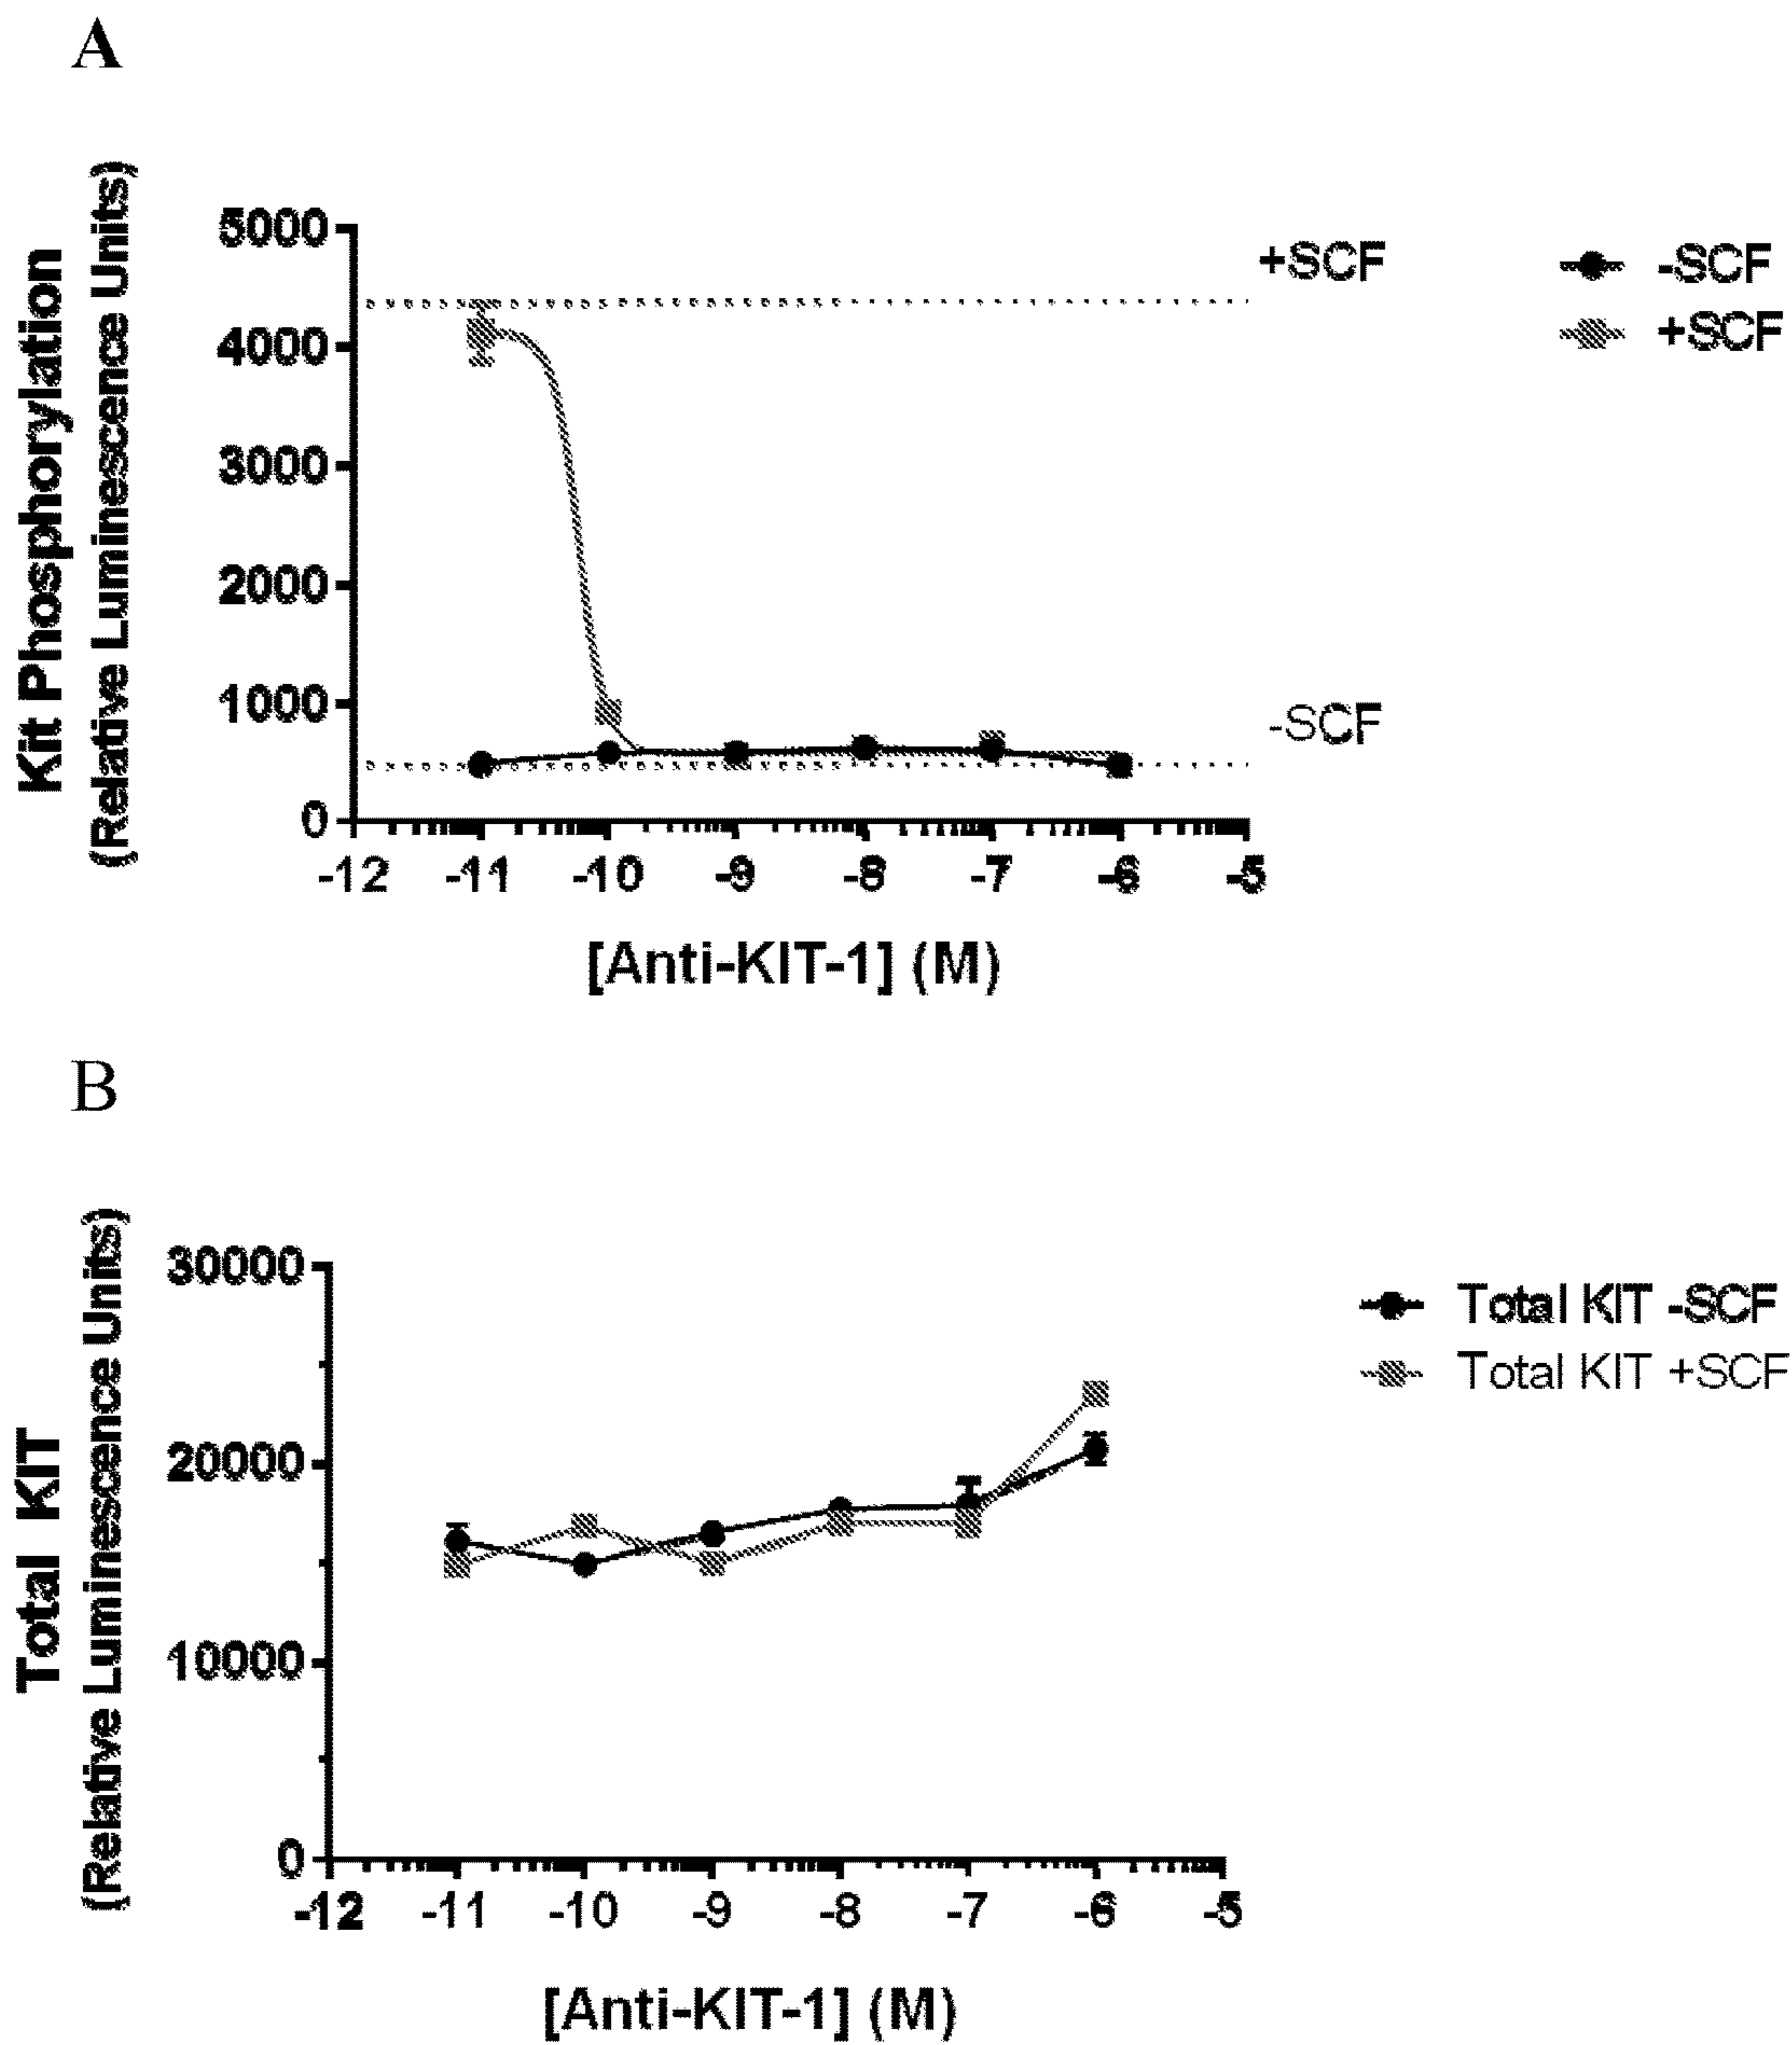 A
Kit Phosphorylation
(Relative Luminescence Units)
5000
4000
3000
2000
1000
0
+SCF
-SCF
-SCF
+SCF
-12 -11 -10 -9 -8 -7 -6 -5
[Anti-KIT-1] (M)
B
Total KIT
(Relative Luminescence Units)
30000
20000
10000
0
Total KIT -SCF
Total KIT +SCF
-12 -11 -10 -9 -8 -7 -6 -5
[Anti-KIT-1] (M)